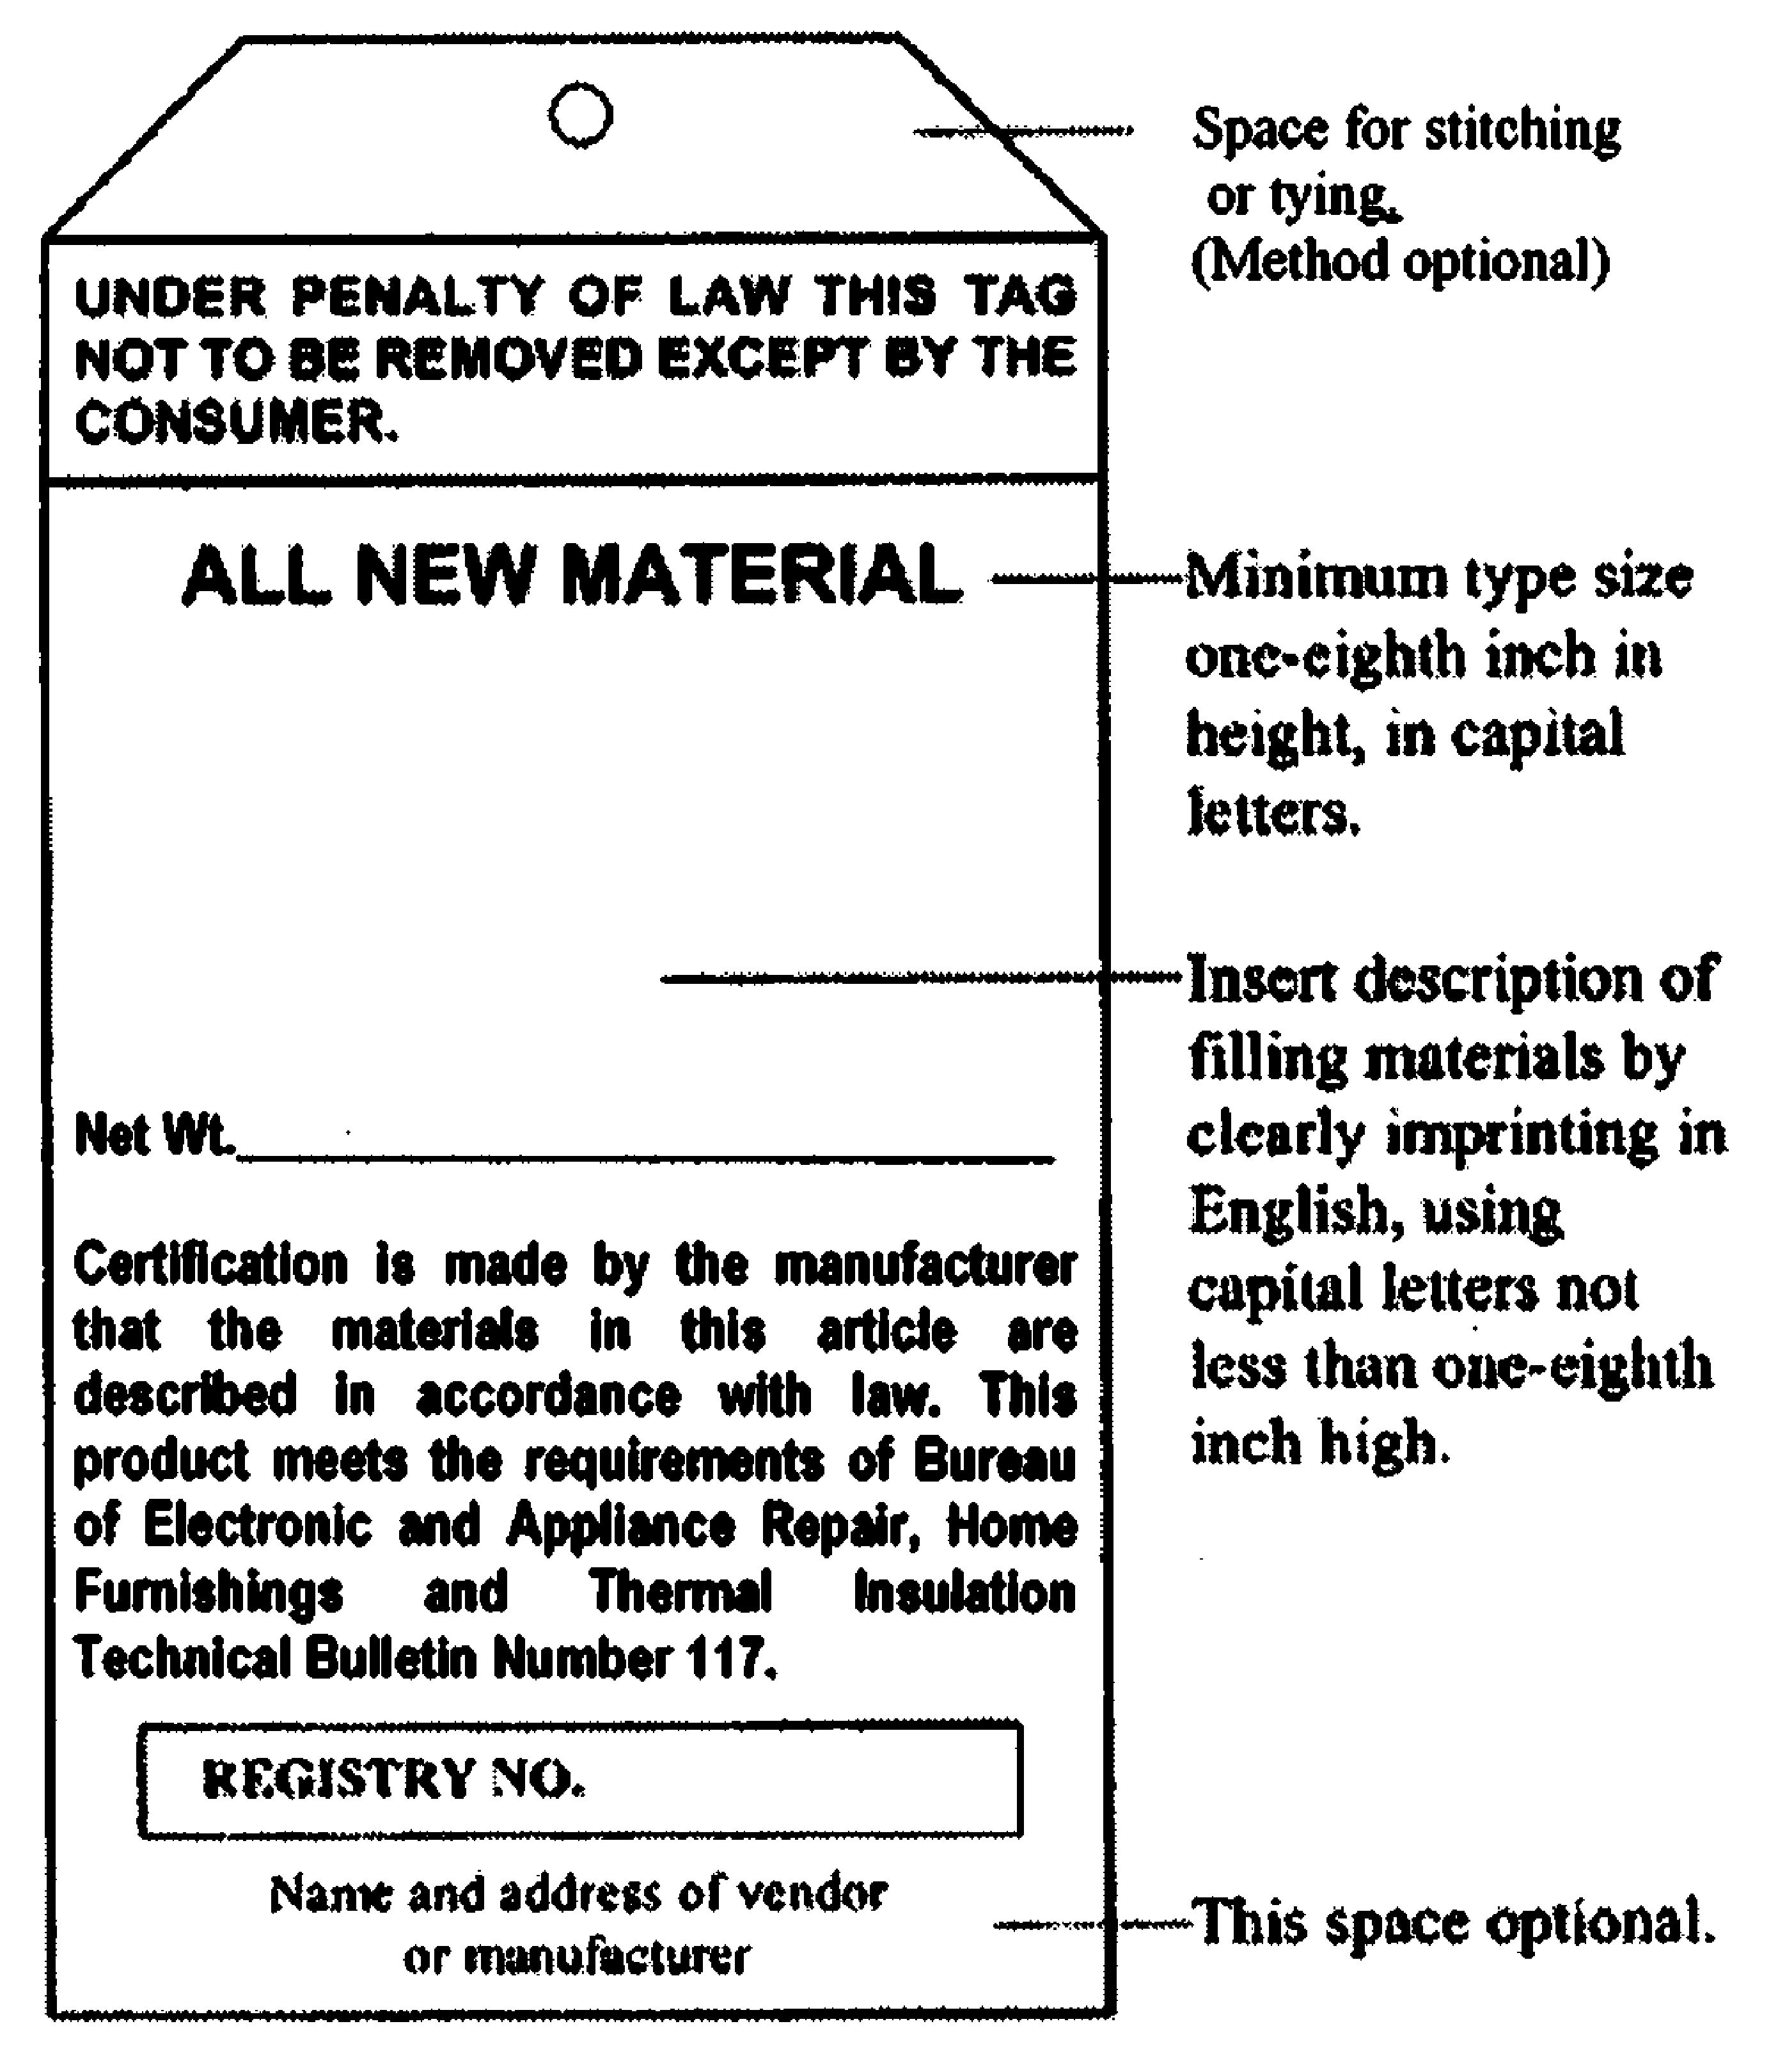 Space for stitching
or tying.
(Method optional)
UNDER PENALTY OF LAW THIS TAG
NOT TO BE REMOVED EXCEPT BY THE
CONSUMER.
ALL NEW MATERIAL
Minimum type size
one-eighth inch in
height, in capital
letters.
Insert description of
filling materials by
clearly imprinting in
English, using
capital letters not
less than one-eighth
inch high.
Net Wt.
Certification is made by the manufacturer
that the materials in this article are
described in accordance with law. This
product meets the requirements of Bureau
of Electronic and Appliance Repair, Home
Furnishings and Thermal Insulation
Technical Bulletin Number 117.
REGISTRY NO.
Name and address of vendor
or manufacturer
This space optional.